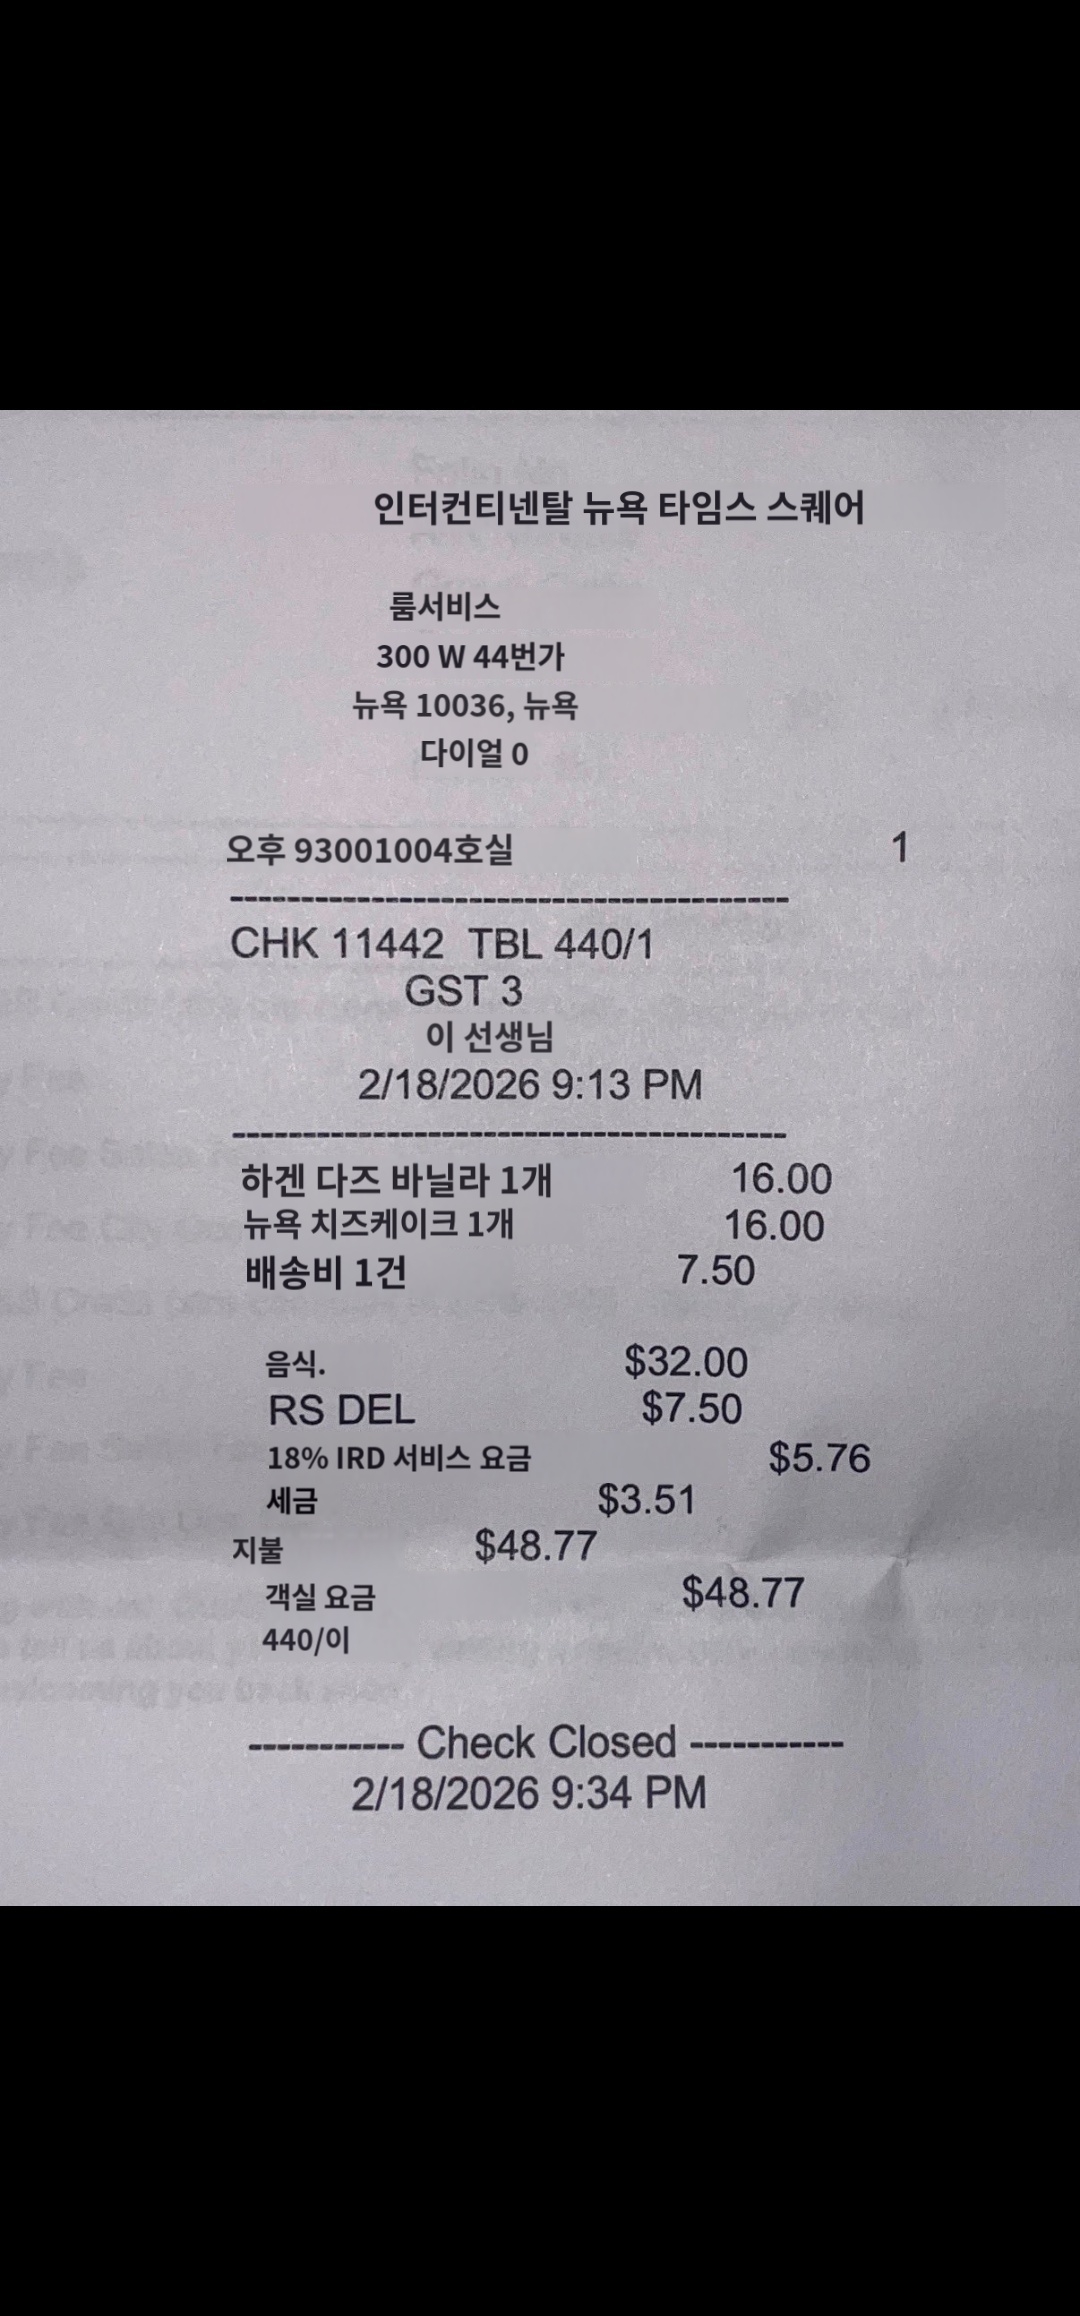 인터컨티넨탈 뉴욕 타임스 스퀘어
룸서비스
300 W 44번가
뉴욕 10036, 뉴욕
다이얼 0
오후 93001004호실 1
---------------------------------------
CHK 11442 TBL 440/1
GST 3
이 선생님
2/18/2026 9:13 PM
---------------------------------------
하겐 다즈 바닐라 1개 16.00
뉴욕 치즈케이크 1개 16.00
배송비 1건 7.50
음식. $32.00
RS DEL $7.50
18% IRD 서비스 요금 $5.76
세금 $3.51
지불 $48.77
객실 요금 $48.77
440/이
----------- Check Closed -----------
2/18/2026 9:34 PM